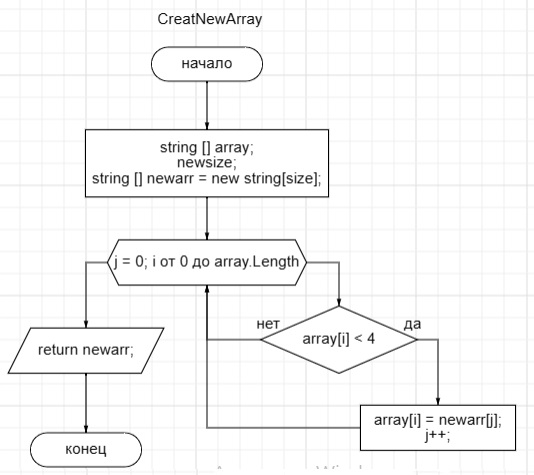 CreatNewArray
начало
string [] array;
newsize;
string [] newarr = new string[size];
j = 0; i от 0 до array.Length
нет
да
array[i] < 4
return newarr;
array[i] = newarr[j];
j++;
конец